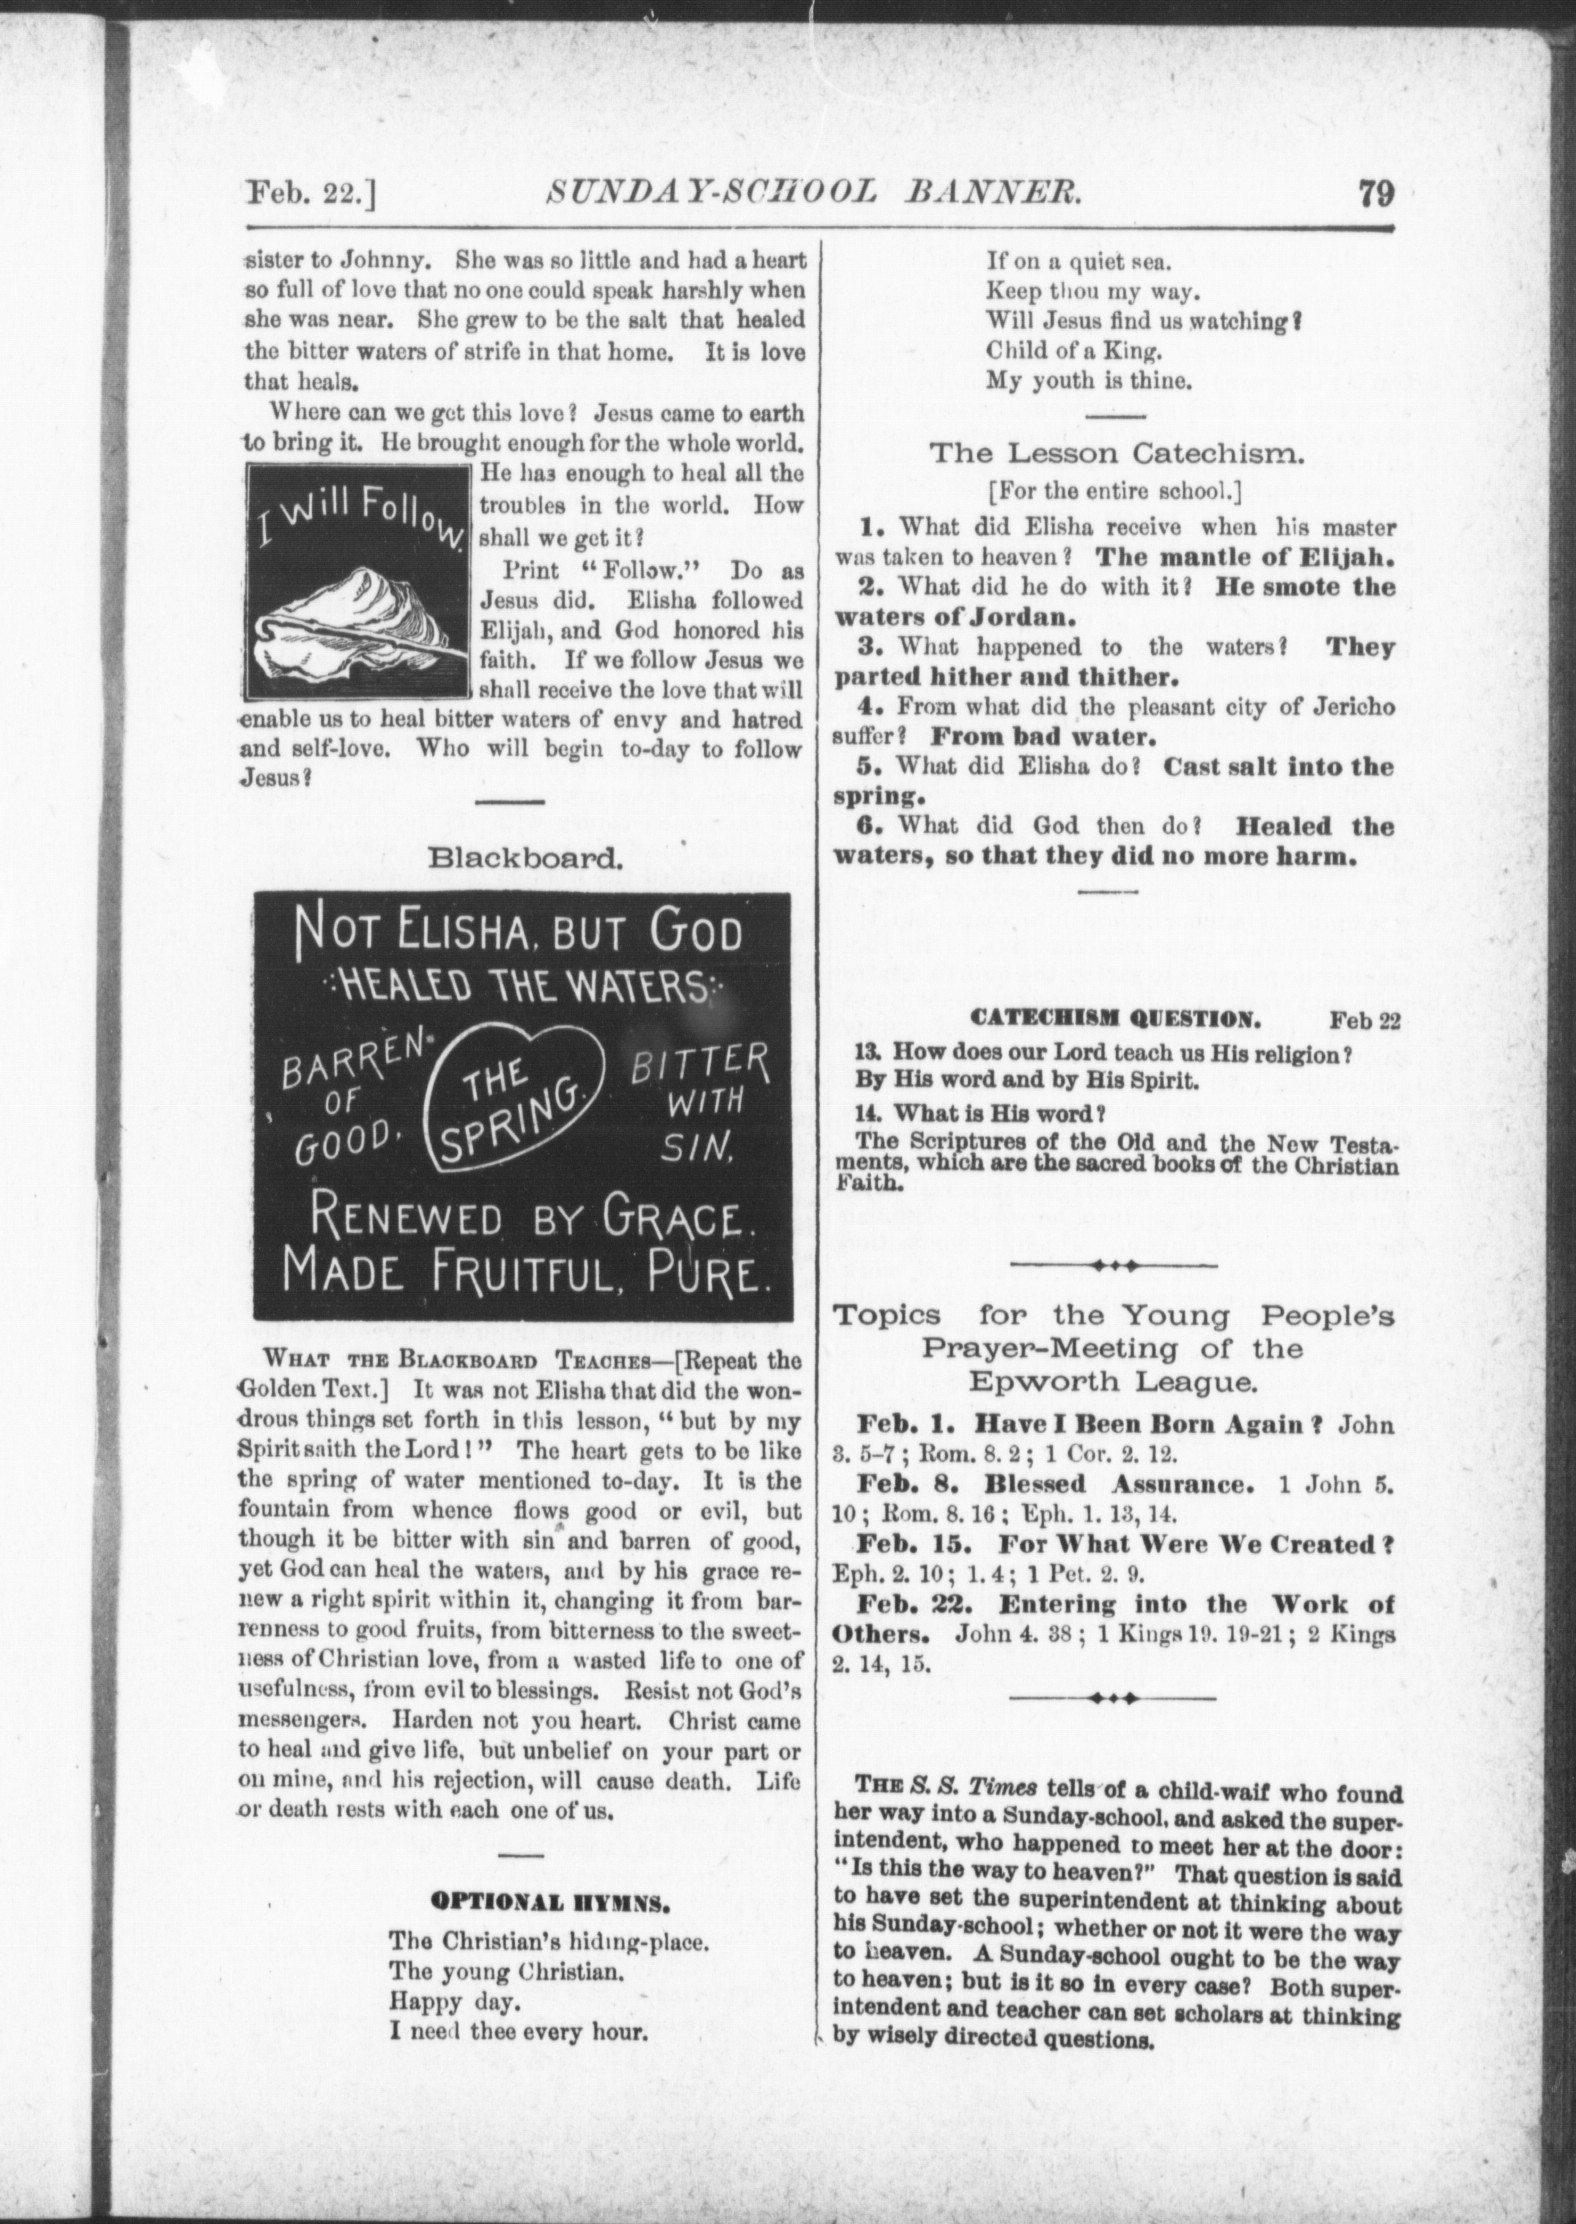 Feb. 22.] SUNDAY-SCHOOL BANNER. 79
sister to Johnny. She was so little and had a heart
so full of love that no one could speak harshly when
she was near. She grew to be the salt that healed
the bitter waters of strife in that home. It is love
that heals.
Where can we get this love? Jesus came to earth
to bring it. He brought enough for the whole world.
He has enough to heal all the
troubles in the world. How
shall we get it?
Print "Follow." Do as
Jesus did. Elisha followed
Elijah, and God honored his
faith. If we follow Jesus we
shall receive the love that will
enable us to heal bitter waters of envy and hatred
and self-love. Who will begin to-day to follow
Jesus?
I Will Follow.
Blackboard.
NOT ELISHA, BUT GOD
HEALED THE WATERS
BARREN
OF
GOOD,
THE
SPRING.
BITTER
WITH
SIN,
RENEWED BY GRACE.
MADE FRUITFUL, PURE.
WHAT THE BLACKBOARD TEACHES—[Repeat the
Golden Text.] It was not Elisha that did the won-
drous things set forth in this lesson, "but by my
Spirit saith the Lord!" The heart gets to be like
the spring of water mentioned to-day. It is the
fountain from whence flows good or evil, but
though it be bitter with sin and barren of good,
yet God can heal the waters, and by his grace re-
new a right spirit within it, changing it from bar-
renness to good fruits, from bitterness to the sweet-
ness of Christian love, from a wasted life to one of
usefulness, from evil to blessings. Resist not God's
messengers. Harden not you heart. Christ came
to heal and give life, but unbelief on your part or
on mine, and his rejection, will cause death. Life
or death rests with each one of us.
OPTIONAL HYMNS.
The Christian's hiding-place.
The young Christian.
Happy day.
I need thee every hour.
If on a quiet sea.
Keep thou my way.
Will Jesus find us watching?
Child of a King.
My youth is thine.
The Lesson Catechism.
[For the entire school.]
1. What did Elisha receive when his master
was taken to heaven? The mantle of Elijah.
2. What did he do with it? He smote the
waters of Jordan.
3. What happened to the waters? They
parted hither and thither.
4. From what did the pleasant city of Jericho
suffer? From bad water.
5. What did Elisha do? Cast salt into the
spring.
6. What did God then do? Healed the
waters, so that they did no more harm.
CATECHISM QUESTION. Feb 22
13. How does our Lord teach us His religion?
By His word and by His Spirit.
14. What is His word?
The Scriptures of the Old and the New Testa-
ments, which are the sacred books of the Christian
Faith.
Topics for the Young People's
Prayer-Meeting of the
Epworth League.
Feb. 1. Have I Been Born Again? John
3. 5-7; Rom. 8. 2; 1 Cor. 2. 12.
Feb. 8. Blessed Assurance. 1 John 5.
10; Rom. 8. 16; Eph. 1. 13, 14.
Feb. 15. For What Were We Created?
Eph. 2. 10; 1. 4; 1 Pet. 2. 9.
Feb. 22. Entering into the Work of
Others. John 4. 38; 1 Kings 19. 19-21; 2 Kings
2. 14, 15.
THE S. S. Times tells of a child-waif who found
her way into a Sunday-school, and asked the super-
intendent, who happened to meet her at the door:
"Is this the way to heaven?" That question is said
to have set the superintendent at thinking about
his Sunday-school; whether or not it were the way
to heaven. A Sunday-school ought to be the way
to heaven; but is it so in every case? Both super-
intendent and teacher can set scholars at thinking
by wisely directed questions.